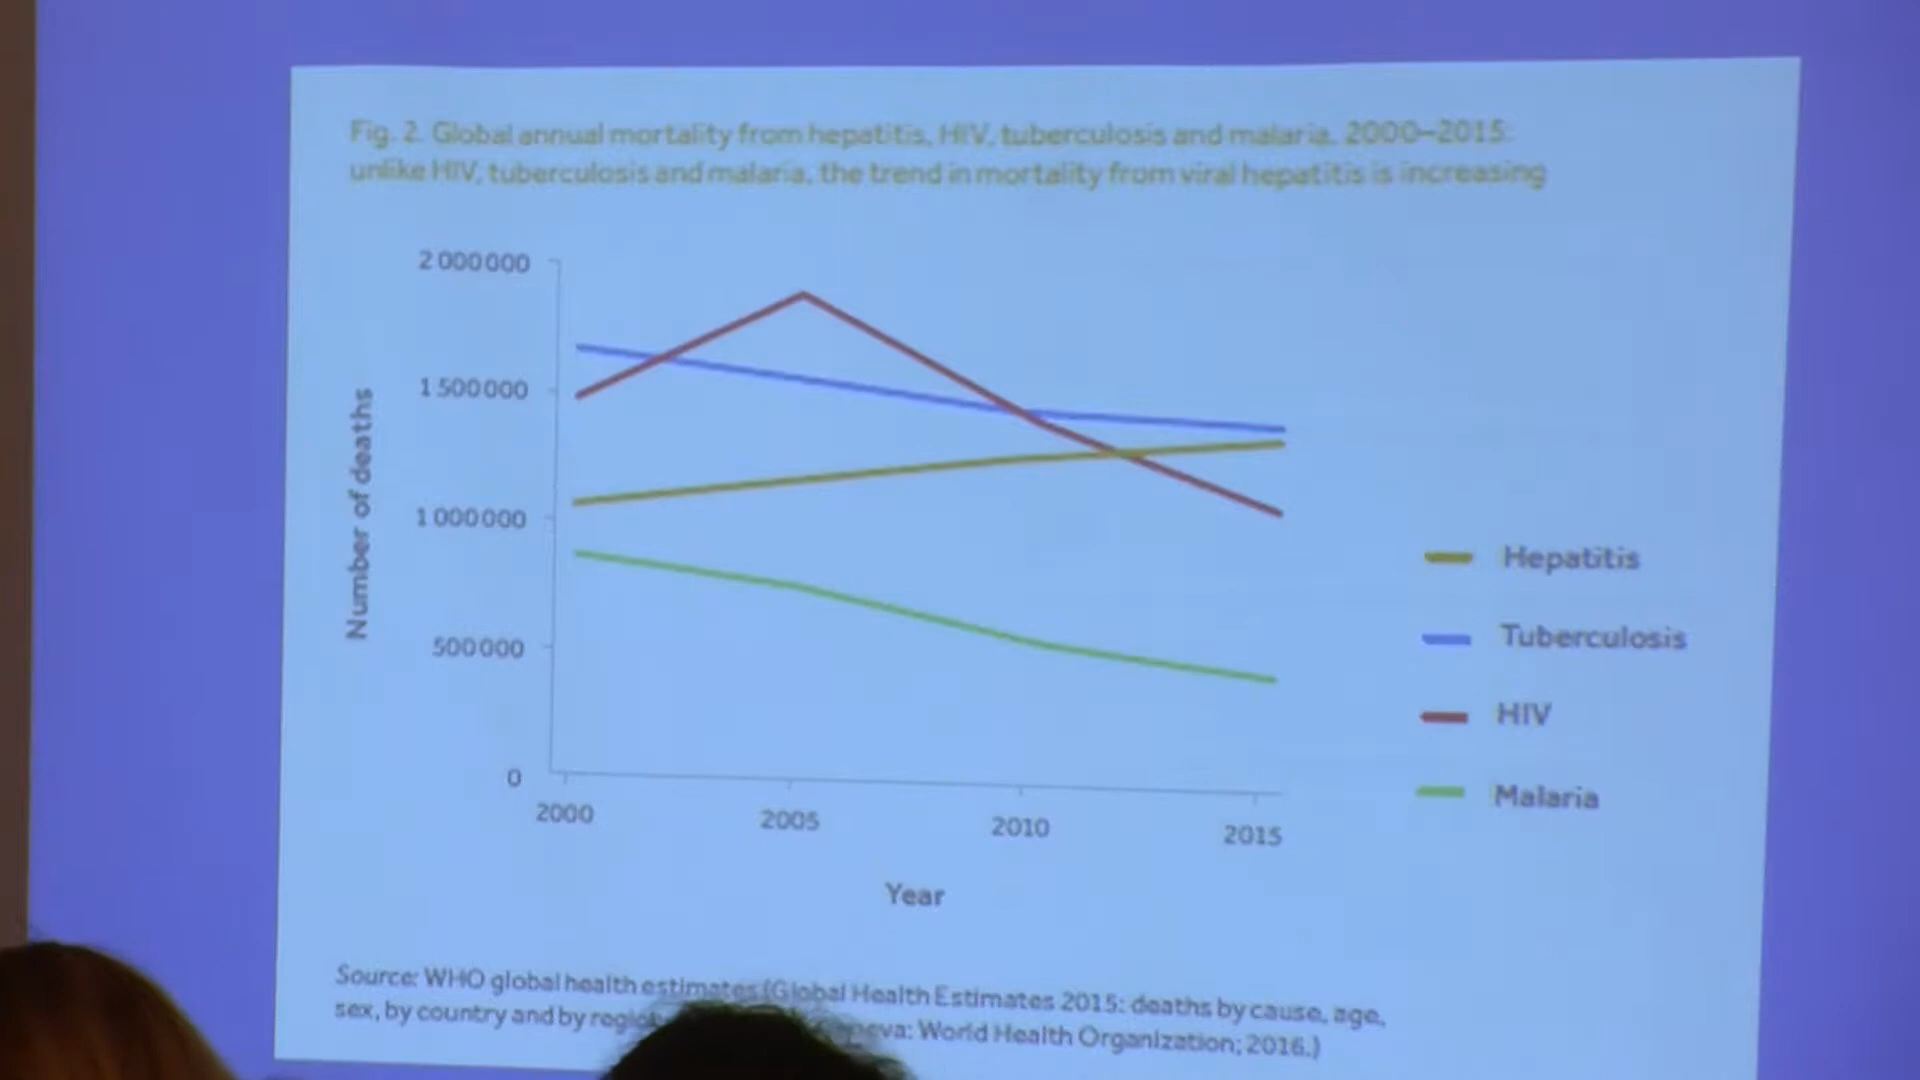 Fig. 2. Global annual mortality from hepatitis, HIV, tuberculosis and malaria, 2000–2015:
unlike HIV, tuberculosis and malaria, the trend in mortality from viral hepatitis is increasing
2 000 000
1 500 000
1 000 000
500 000
0
Number of deaths
2000
2005
2010
2015
Year
Hepatitis
Tuberculosis
HIV
Malaria
Source: WHO global health estimates (Global Health Estimates 2015: deaths by cause, age,
sex, by country and by World Health Organization; 2016.)